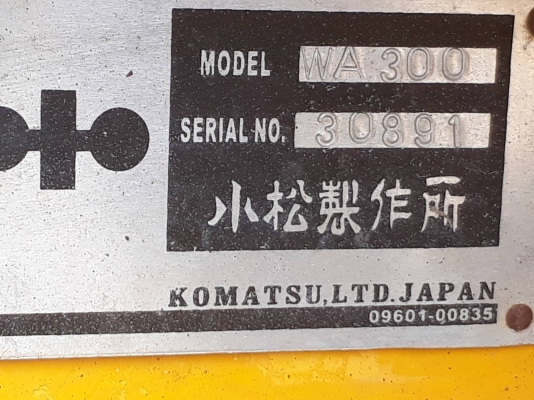 MODEL WA300
SERIAL NO. 30891
小松製作所
KOMATSU,LTD.JAPAN
09601-00835